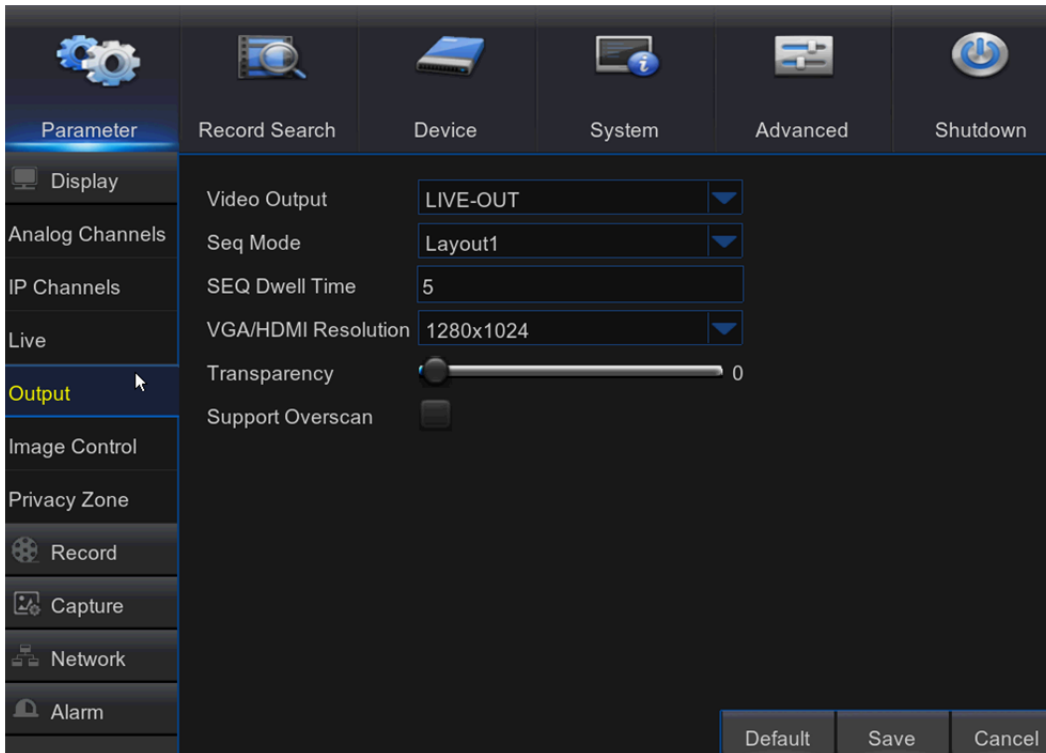 Parameter
Record Search
Device
System
Advanced
Shutdown
Display
Analog Channels
IP Channels
Live
Output
Image Control
Privacy Zone
Record
Capture
Network
Alarm
Video Output LIVE-OUT
Seq Mode Layout1
SEQ Dwell Time 5
VGA/HDMI Resolution 1280x1024
Transparency 0
Support Overscan
Default
Save
Cancel